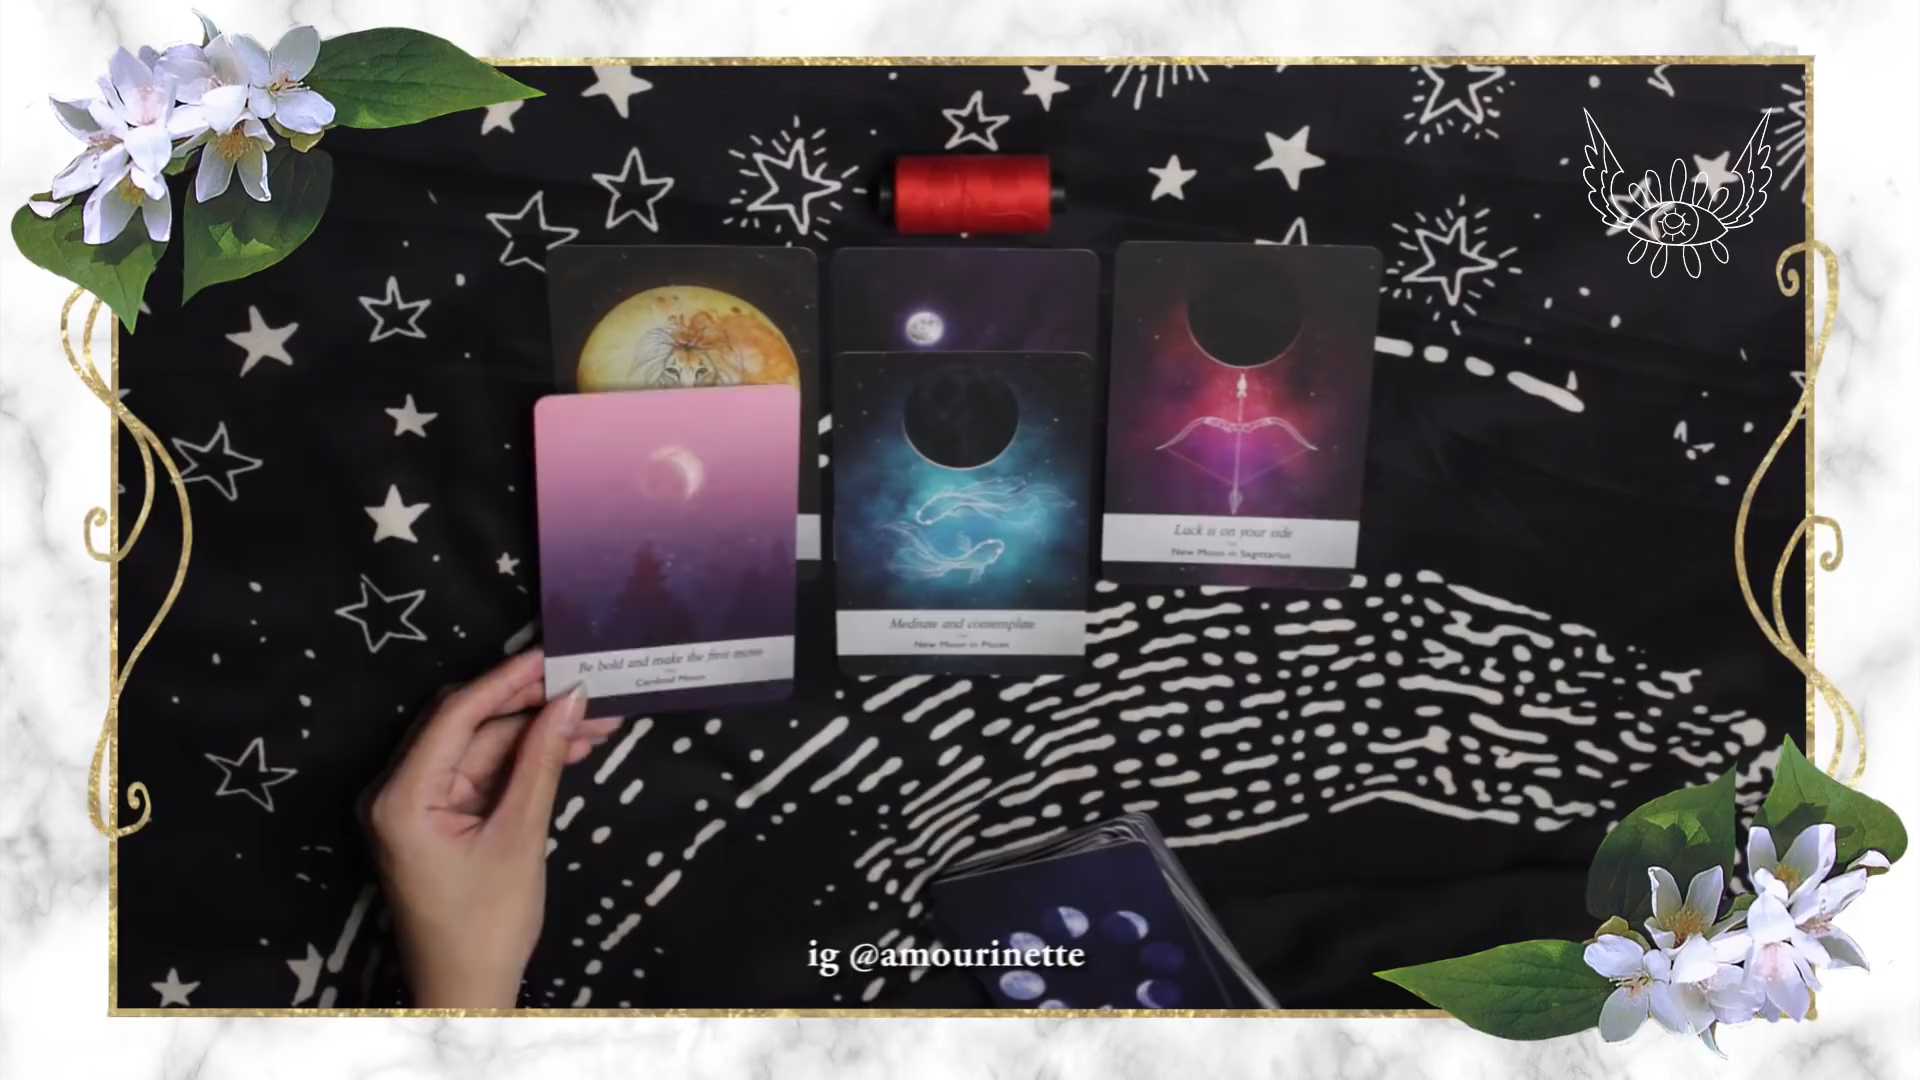 Luck is on your side
New Moon in Sagittarius
Meditate and contemplate
New Moon in Pisces
Be bold and make the first move
Cardinal Moon
ig @amourinette